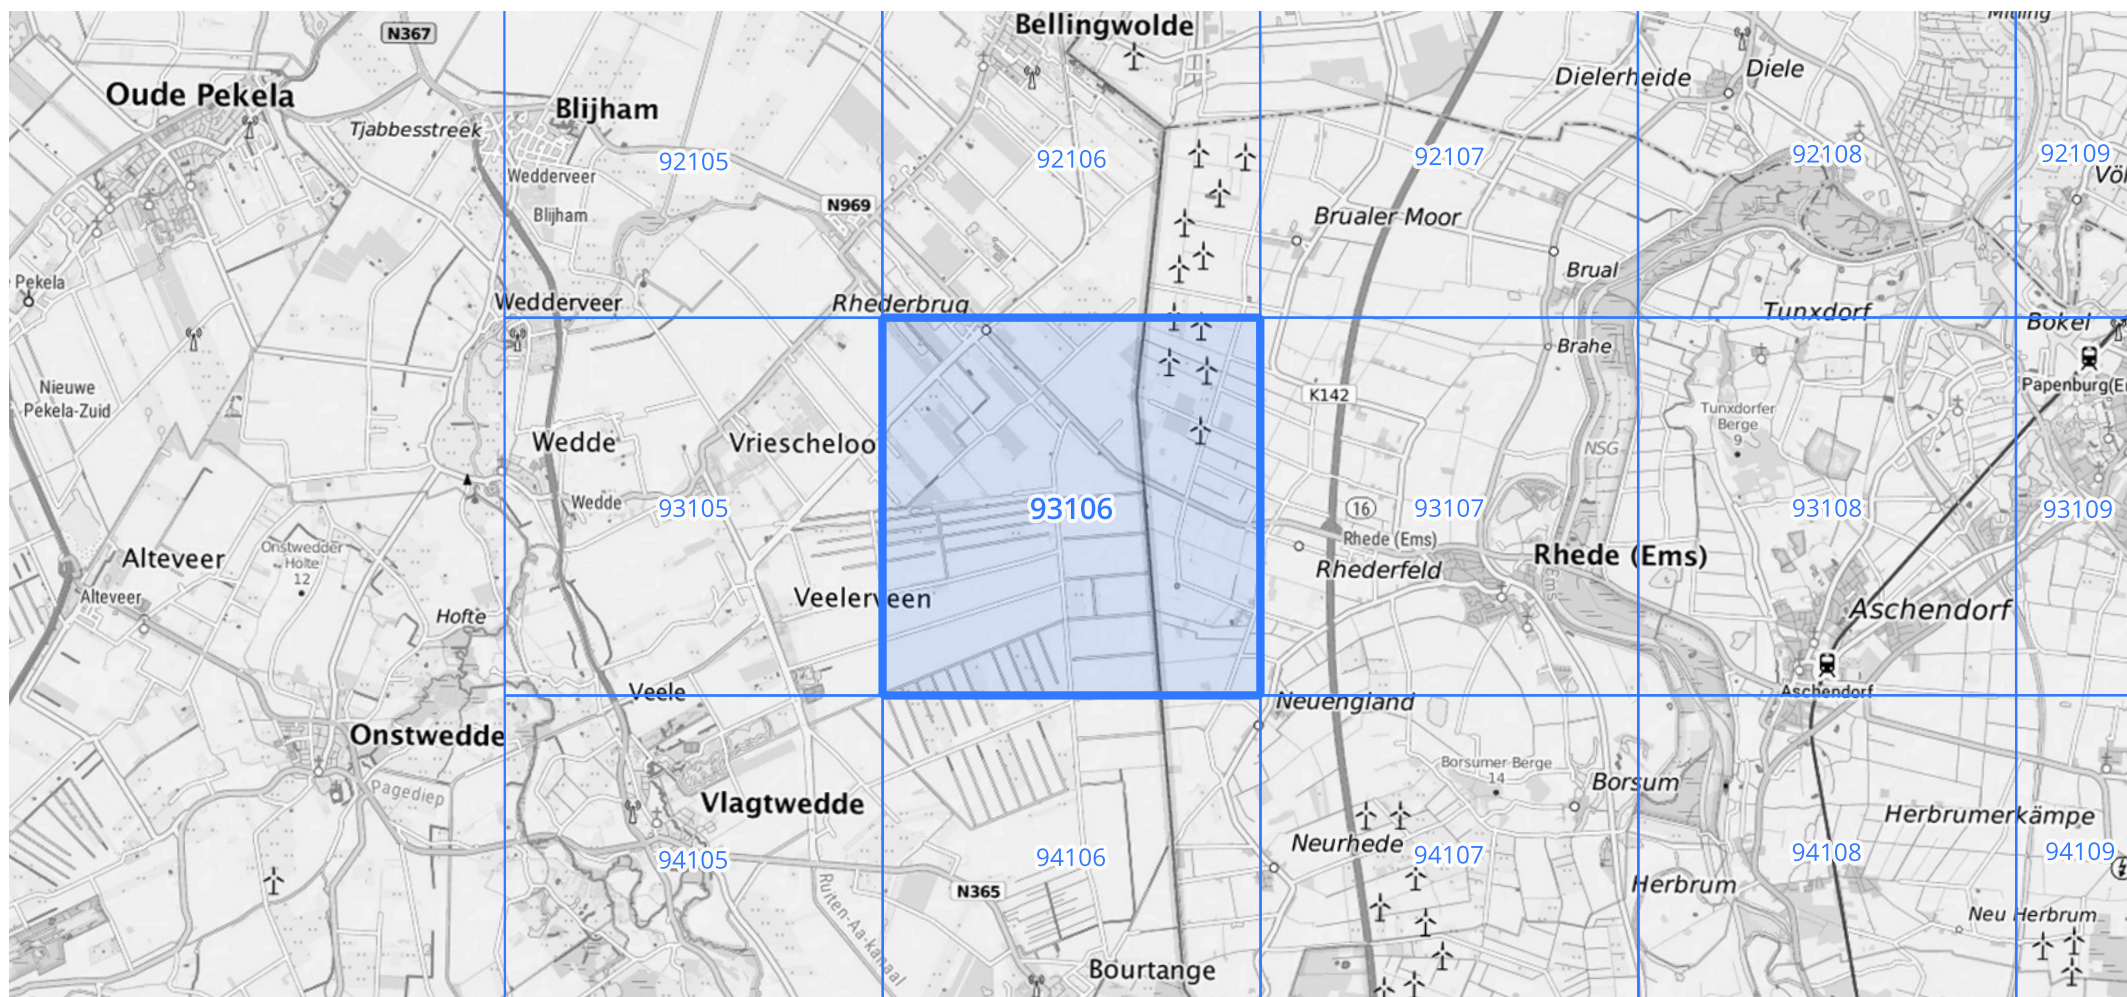 Bellingwolde
Mitling
N367
Oude Pekela
Blijham
Dielerheide
Diele
Tjabbesstreek
92105
92106
92107
92108
92109
Wedderveer
Völ
Blijham
N969
Brualer Moor
Brual
e Pekela
Wedderveer
Rhederbrug
Tunxdorf
Bokel
Brahe
Nieuwe
Pekela-Zuid
K142
Papenburg(E
Tunxdorfer
Berge
9
Wedde
Vriescheloo
NSG
Wedde
93105
93106
16
93107
93108
93109
Rhede (Ems)
Alteveer
Onstwedder
Holte
12
Rhederfeld
Rhede (Ems)
Ems
Alteveer
Veelerveen
Hofte
Aschendorf
Veele
Aschendorf
Neuengland
Onstwedde
Borsumer Berge
14
Borsum
Pagediep
Vlagtwedde
Herbrumerkämpe
Neurhede
94105
94106
94107
94108
94109
N365
Herbrum
Ruiten-Aa-kanaal
Neu Herbrum
Bourtange